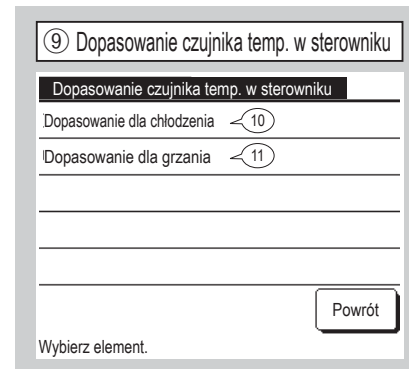 ⑨ Dopasowanie czujnika temp. w sterowniku
Dopasowanie czujnika temp. w sterowniku
Dopasowanie dla chłodzenia 10
Dopasowanie dla grzania 11
Powrót
Wybierz element.